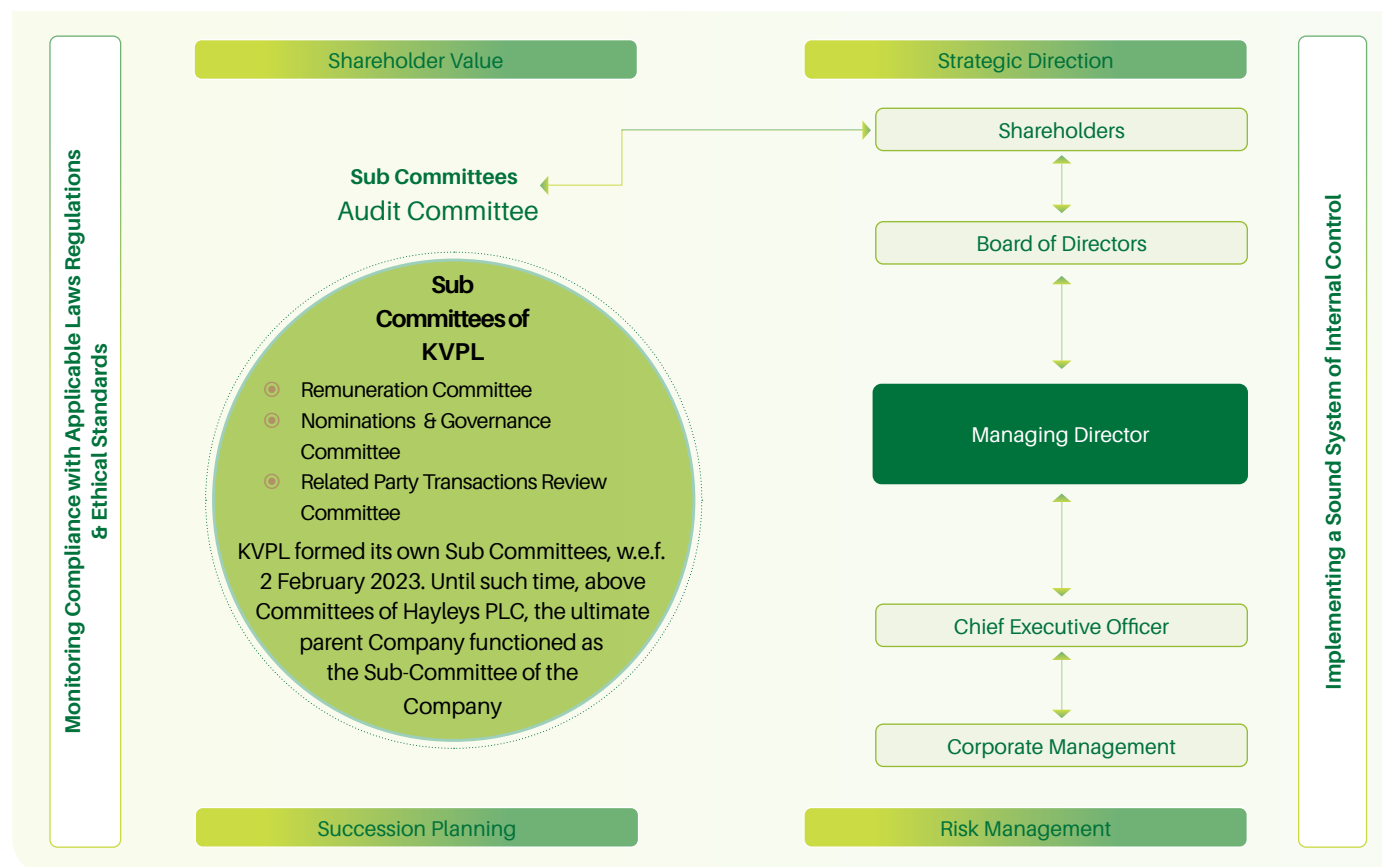 Monitoring Compliance with Applicable Laws Regulations
& Ethical Standards
Shareholder Value
Sub Committees
Audit Committee
Sub
Committees of
KVPL
Remuneration Committee
Nominations & Governance
Committee
Related Party Transactions Review
Committee
KVPL formed its own Sub Committees, w.e.f.
2 February 2023. Until such time, above
Committees of Hayleys PLC, the ultimate
parent Company functioned as
the Sub-Committee of the
Company
Succession Planning
Strategic Direction
Shareholders
Board of Directors
Managing Director
Chief Executive Officer
Corporate Management
Risk Management
Implementing a Sound System of Internal Control